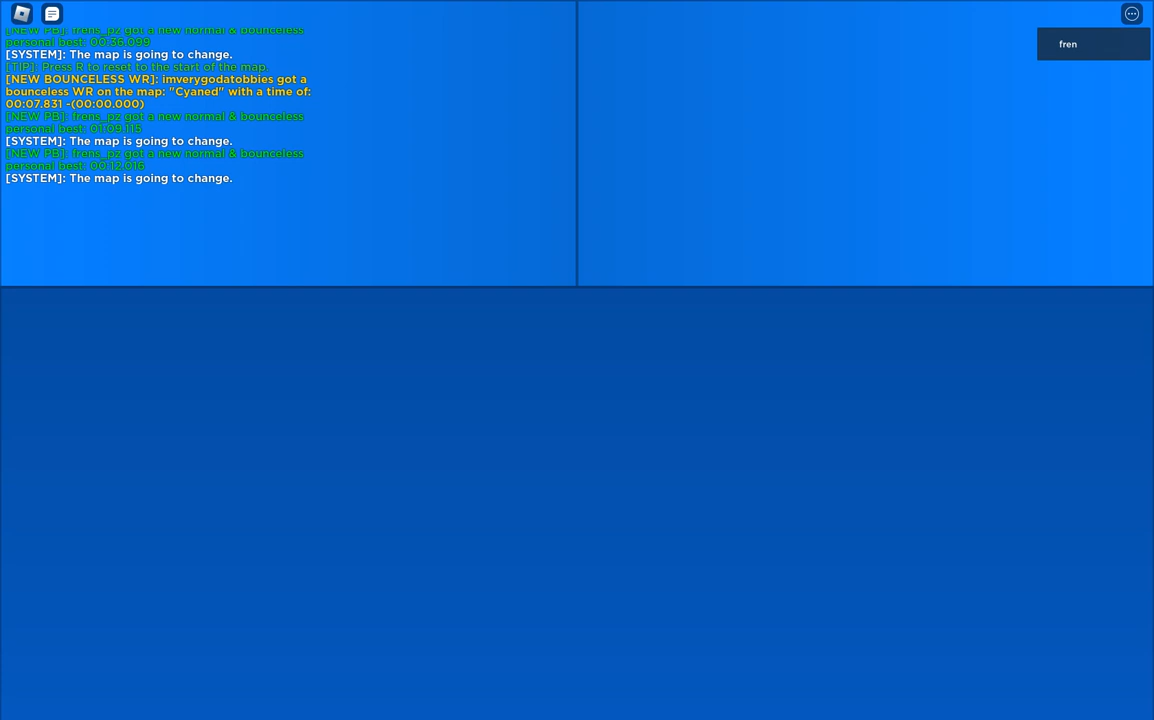 [NEW PB]: frens_pz got a new normal & bounceless
personal best: 00:36.099
[SYSTEM]: The map is going to change.
[TIP]: Press R to reset to the start of the map.
[NEW BOUNCELESS WR]: imverygodatobbies got a
bounceless WR on the map: "Cyaned" with a time of:
00:07.831 -(00:00.000)
[NEW PB]: frens_pz got a new normal & bounceless
personal best: 01:09.115
[SYSTEM]: The map is going to change.
[NEW PB]: frens_pz got a new normal & bounceless
personal best: 00:12.016
[SYSTEM]: The map is going to change.
fren